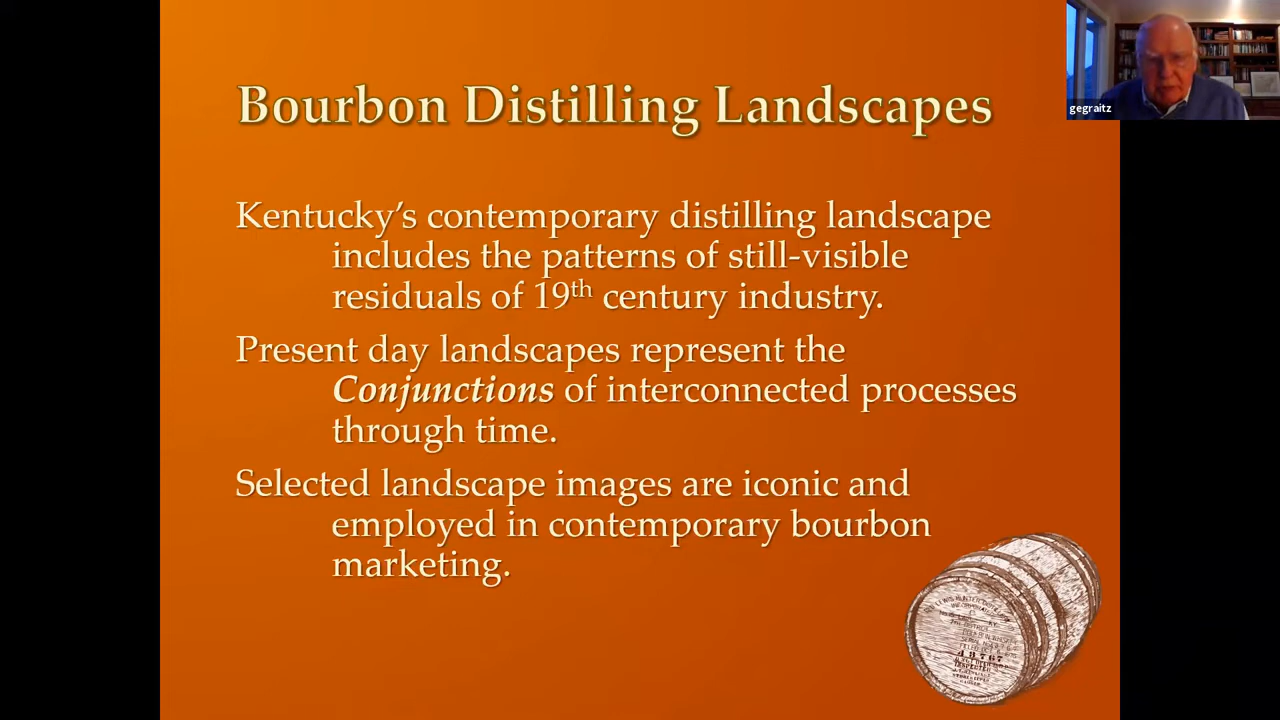 Bourbon Distilling Landscapes
gegraitz
Kentucky’s contemporary distilling landscape
includes the patterns of still-visible
residuals of 19th century industry.
Present day landscapes represent the
Conjunctions of interconnected processes
through time.
Selected landscape images are iconic and
employed in contemporary bourbon
marketing.